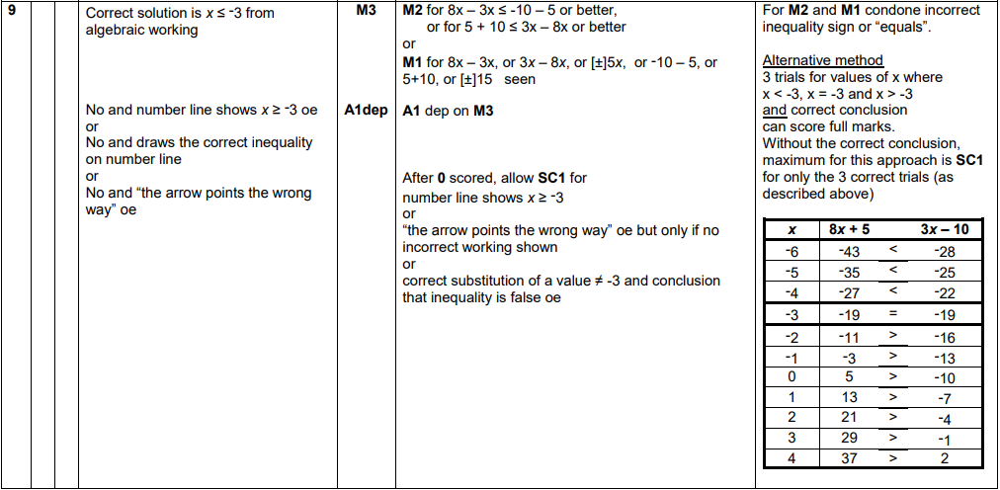 9
Correct solution is x ≤ ⁻3 from
algebraic working
No and number line shows x ≥ ⁻3 oe
or
No and draws the correct inequality
on number line
or
No and “the arrow points the wrong
way” oe
M3
A1dep
M2 for 8x – 3x ≤ -10 – 5 or better,
or for 5 + 10 ≤ 3x – 8x or better
or
M1 for 8x – 3x, or 3x – 8x, or [±]5x, or ⁻10 – 5, or
5+10, or [±]15 seen
A1 dep on M3
After 0 scored, allow SC1 for
number line shows x ≥ ⁻3
or
“the arrow points the wrong way” oe but only if no
incorrect working shown
or
correct substitution of a value ≠ -3 and conclusion
that inequality is false oe
For M2 and M1 condone incorrect
inequality sign or “equals”.
Alternative method
3 trials for values of x where
x < -3, x = -3 and x > -3
and correct conclusion
can score full marks.
Without the correct conclusion,
maximum for this approach is SC1
for only the 3 correct trials (as
described above)
x 8x + 5 3x – 10
-6 -43 < -28
-5 -35 < -25
-4 -27 < -22
-3 -19 = -19
-2 -11 > -16
-1 -3 > -13
0 5 > -10
1 13 > -7
2 21 > -4
3 29 > -1
4 37 > 2